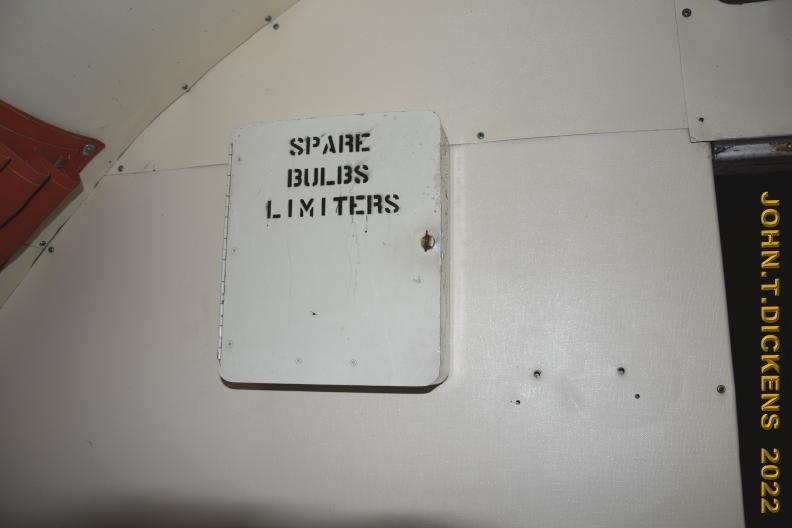 SPARE
BULBS
LIMITERS
JOHN.T.DICKENS 2022